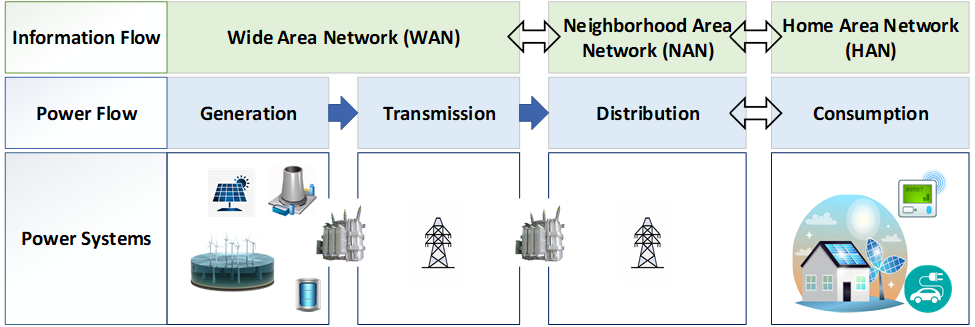 Information Flow
Wide Area Network (WAN)
Neighborhood Area
Network (NAN)
Home Area Network
(HAN)
Power Flow
Generation
Transmission
Distribution
Consumption
Power Systems